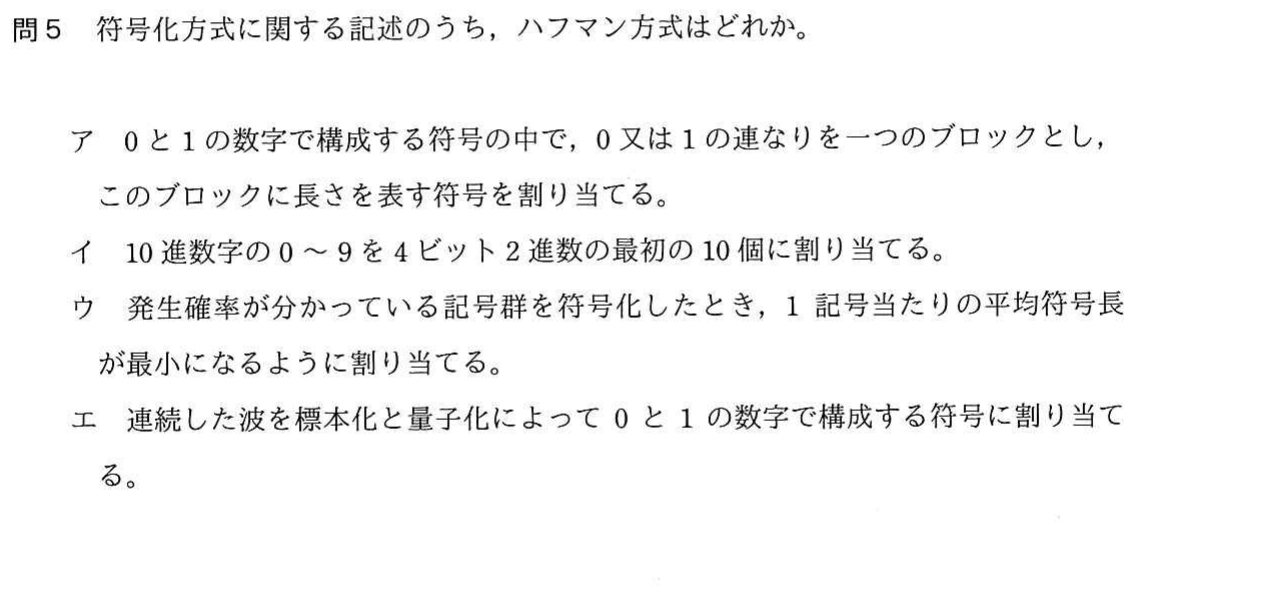 問5 符号化方式に関する記述のうち，ハフマン方式はどれか。
ア 0と1の数字で構成する符号の中で，0又は1の連なりを一つのブロックとし，
このブロックに長さを表す符号を割り当てる。
イ 10進数字の0～9を4ビット2進数の最初の10個に割り当てる。
ウ 発生確率が分かっている記号群を符号化したとき，1記号当たりの平均符号長
が最小になるように割り当てる。
エ 連続した波を標本化と量子化によって0と1の数字で構成する符号に割り当て
る。